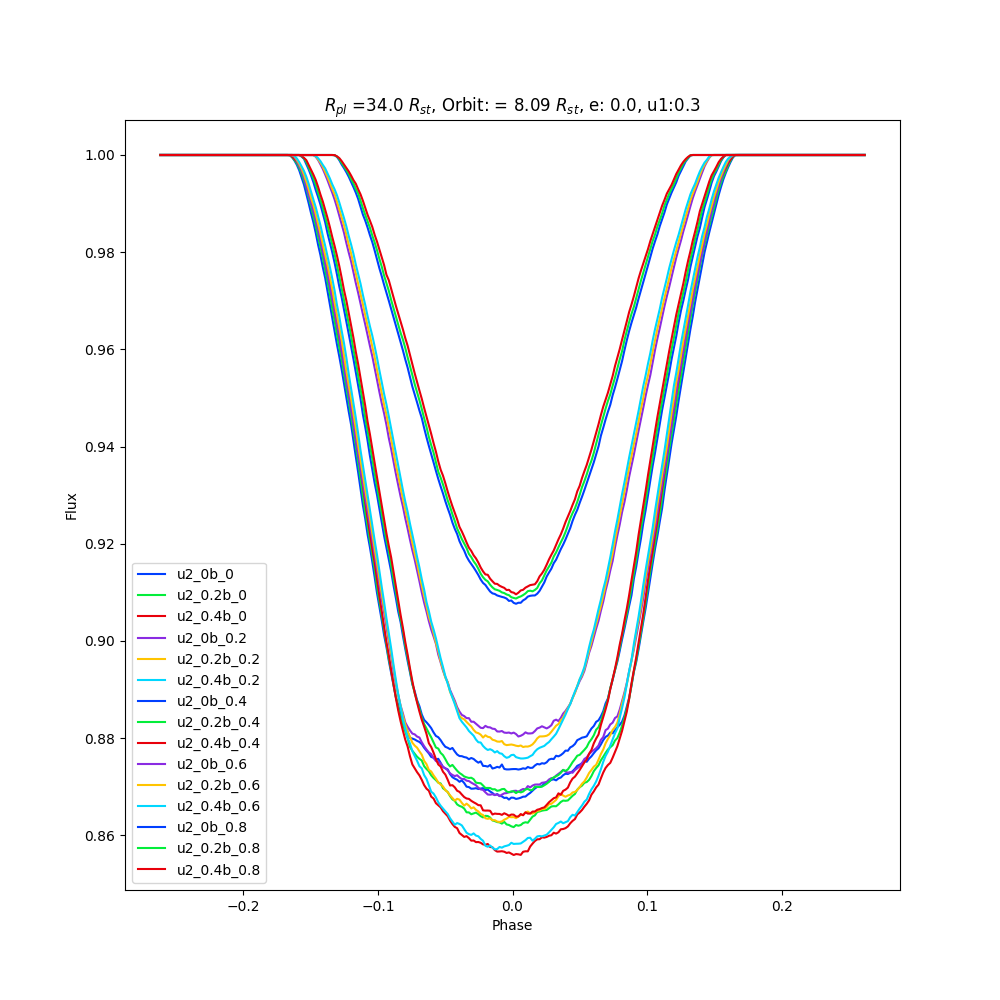 R_pl =34.0 R_st, Orbit: = 8.09 R_st, e: 0.0, u1:0.3
1.00
0.98
0.96
0.94
0.92
0.90
0.88
0.86
Flux
u2_0b_0
u2_0.2b_0
u2_0.4b_0
u2_0b_0.2
u2_0.2b_0.2
u2_0.4b_0.2
u2_0b_0.4
u2_0.2b_0.4
u2_0.4b_0.4
u2_0b_0.6
u2_0.2b_0.6
u2_0.4b_0.6
u2_0b_0.8
u2_0.2b_0.8
u2_0.4b_0.8
−0.2 −0.1 0.0 0.1 0.2
Phase